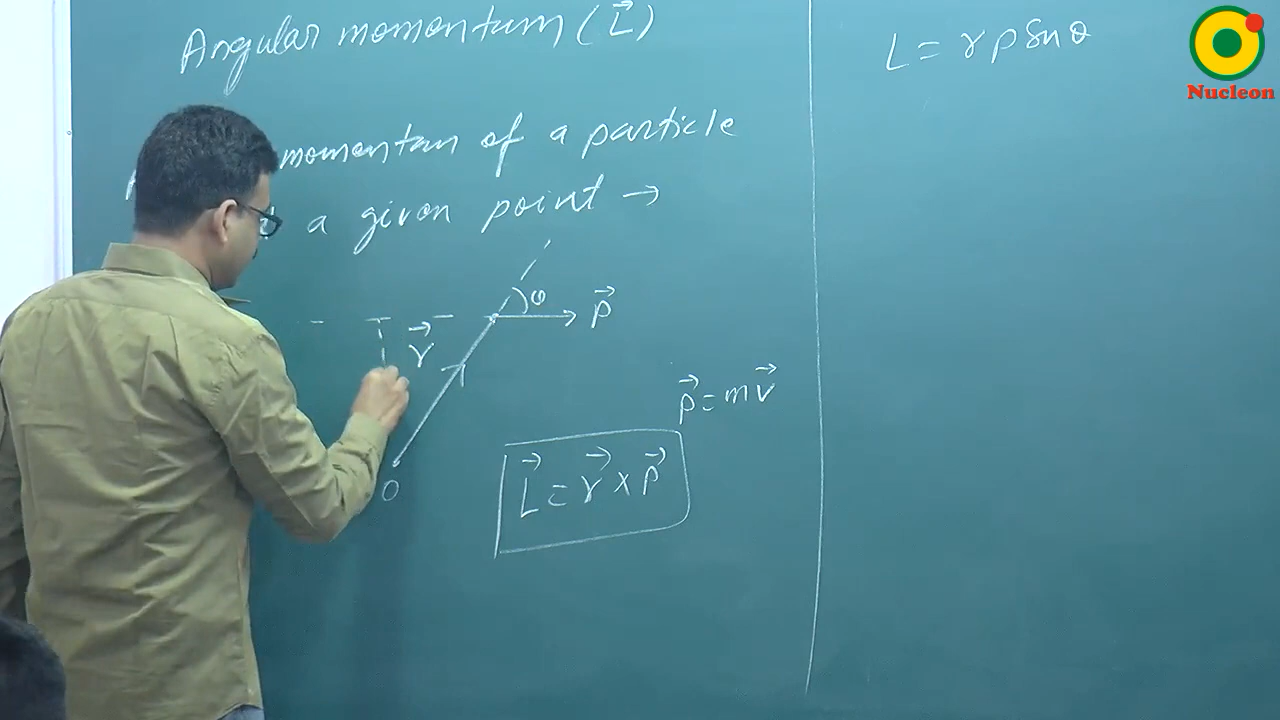 Angular momentum (L⃗)
momentum of a particle
a given point →
θ
p⃗
r⃗
O
p⃗ = mv⃗
L⃗ = r⃗ × p⃗
L = r p sin θ
Nucleon